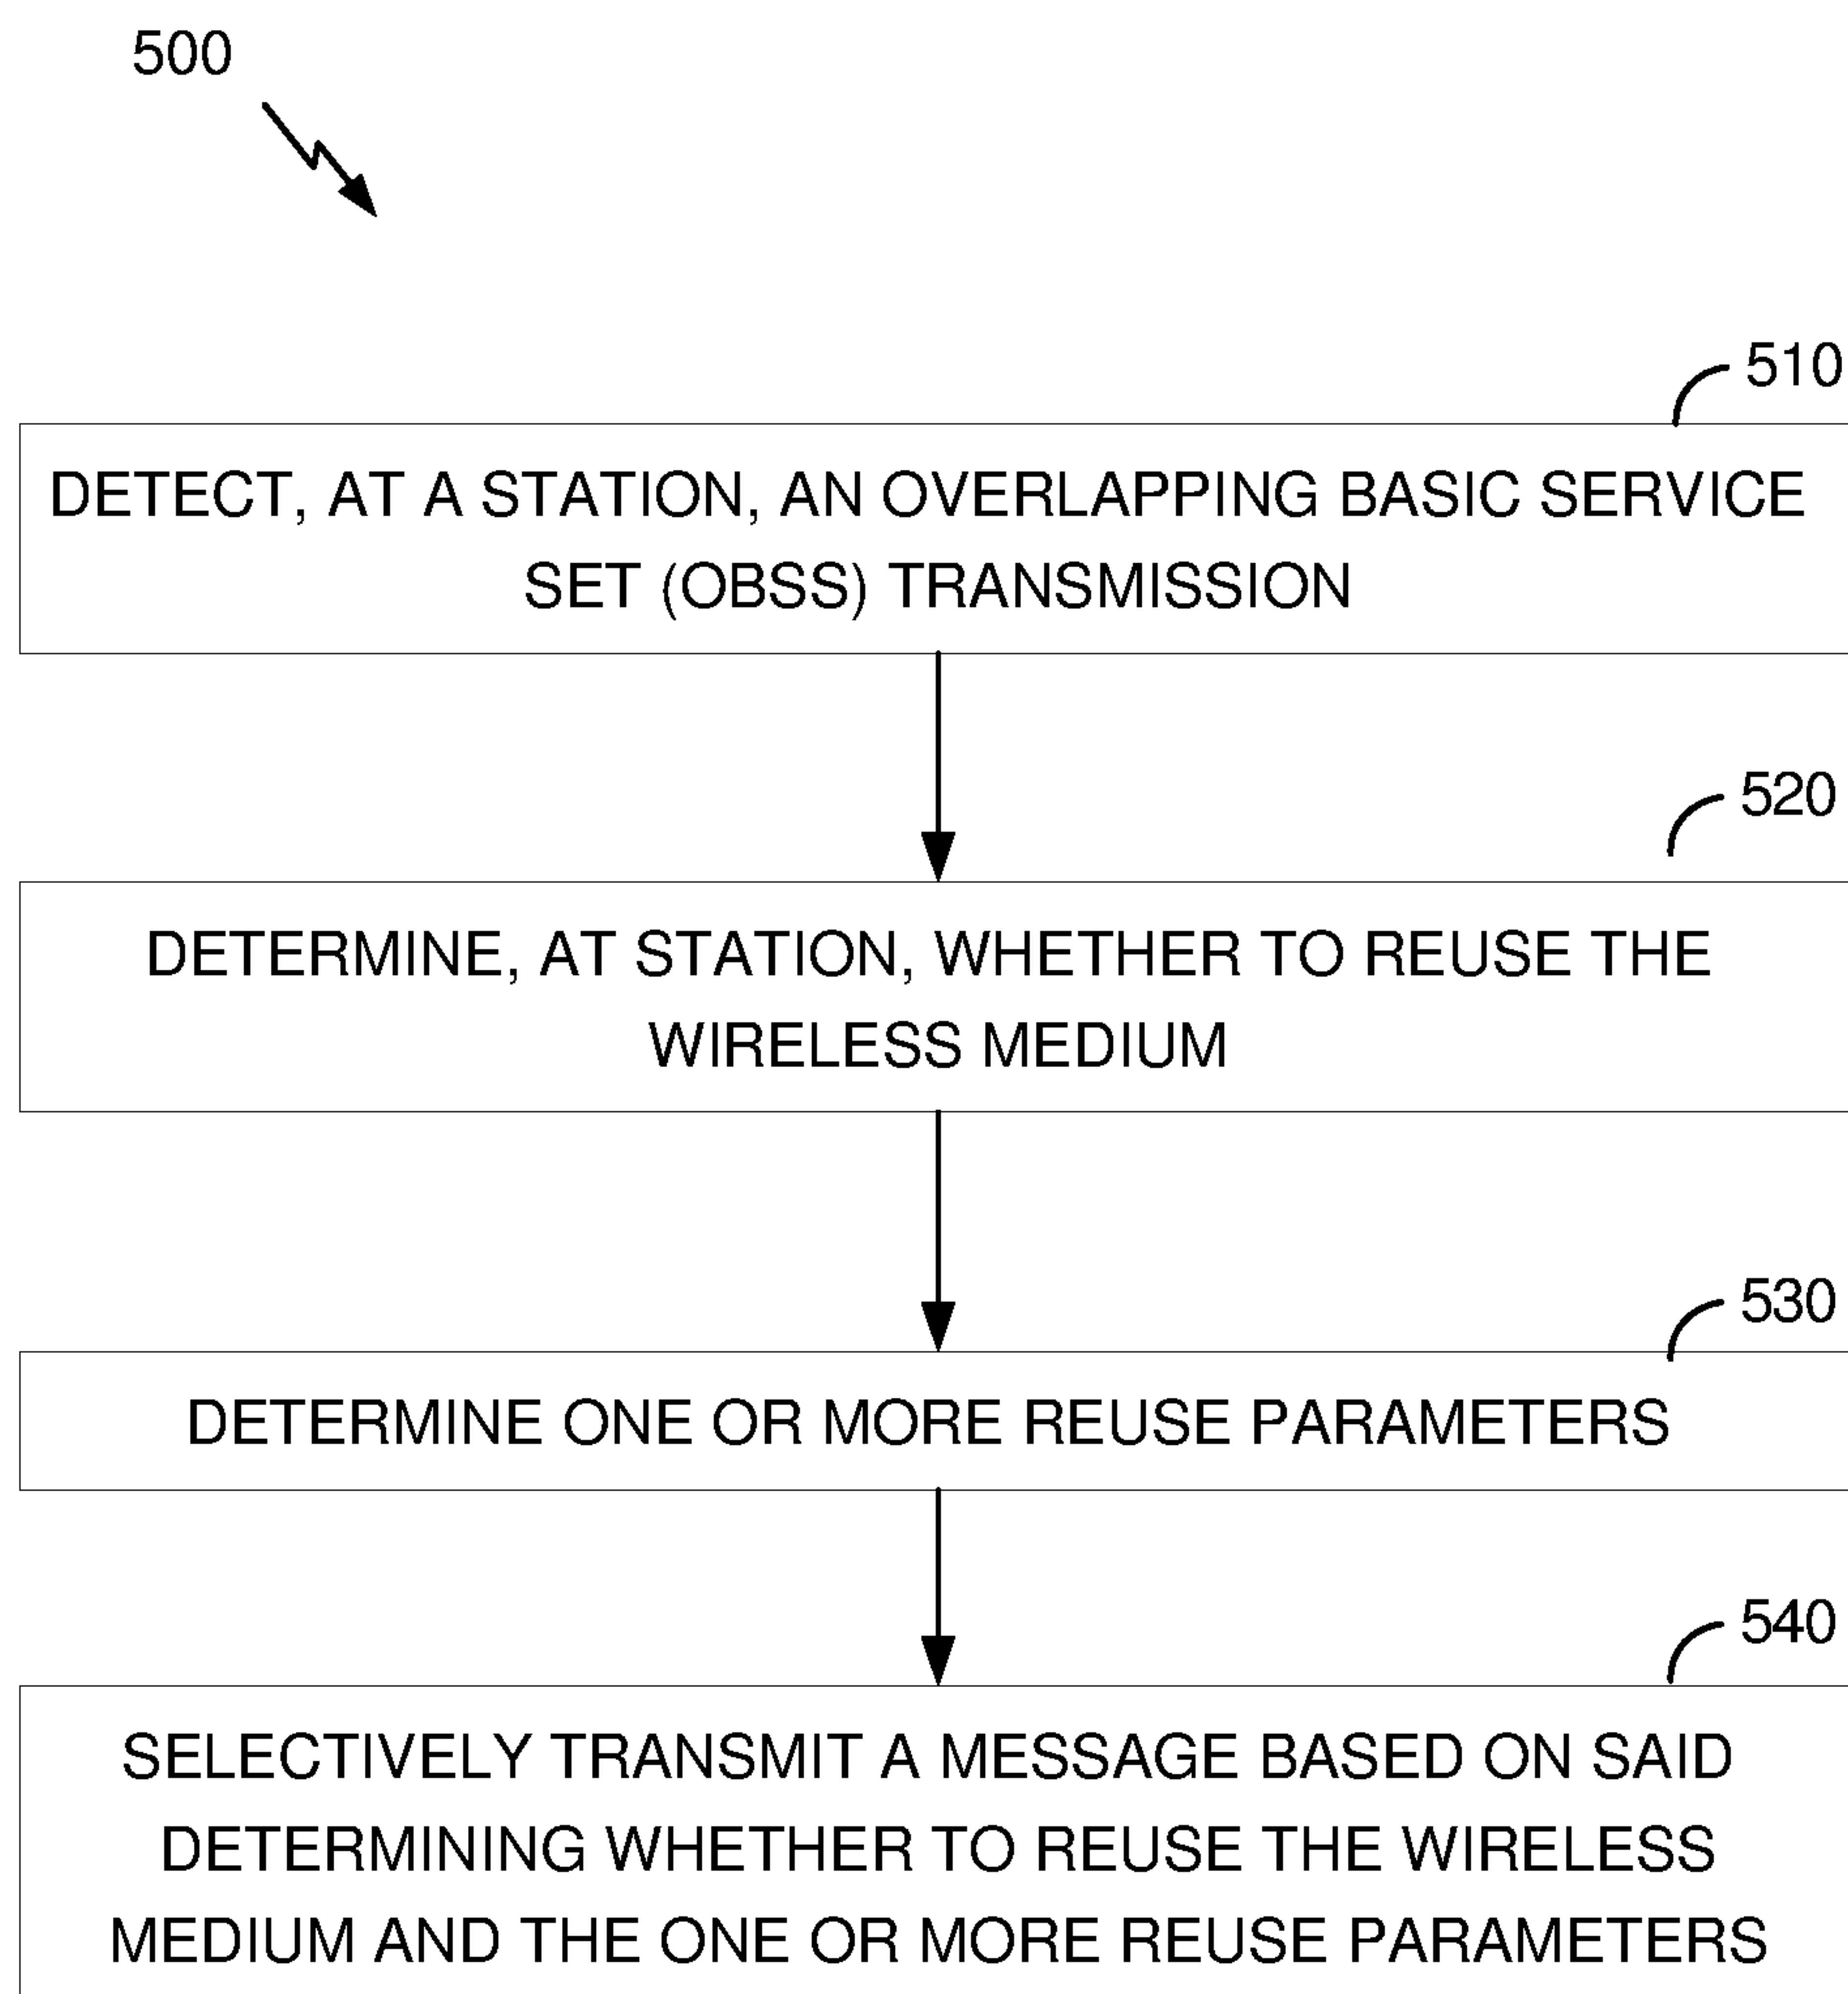 500
510
DETECT, AT A STATION, AN OVERLAPPING BASIC SERVICE
SET (OBSS) TRANSMISSION
520
DETERMINE, AT STATION, WHETHER TO REUSE THE
WIRELESS MEDIUM
530
DETERMINE ONE OR MORE REUSE PARAMETERS
540
SELECTIVELY TRANSMIT A MESSAGE BASED ON SAID
DETERMINING WHETHER TO REUSE THE WIRELESS
MEDIUM AND THE ONE OR MORE REUSE PARAMETERS